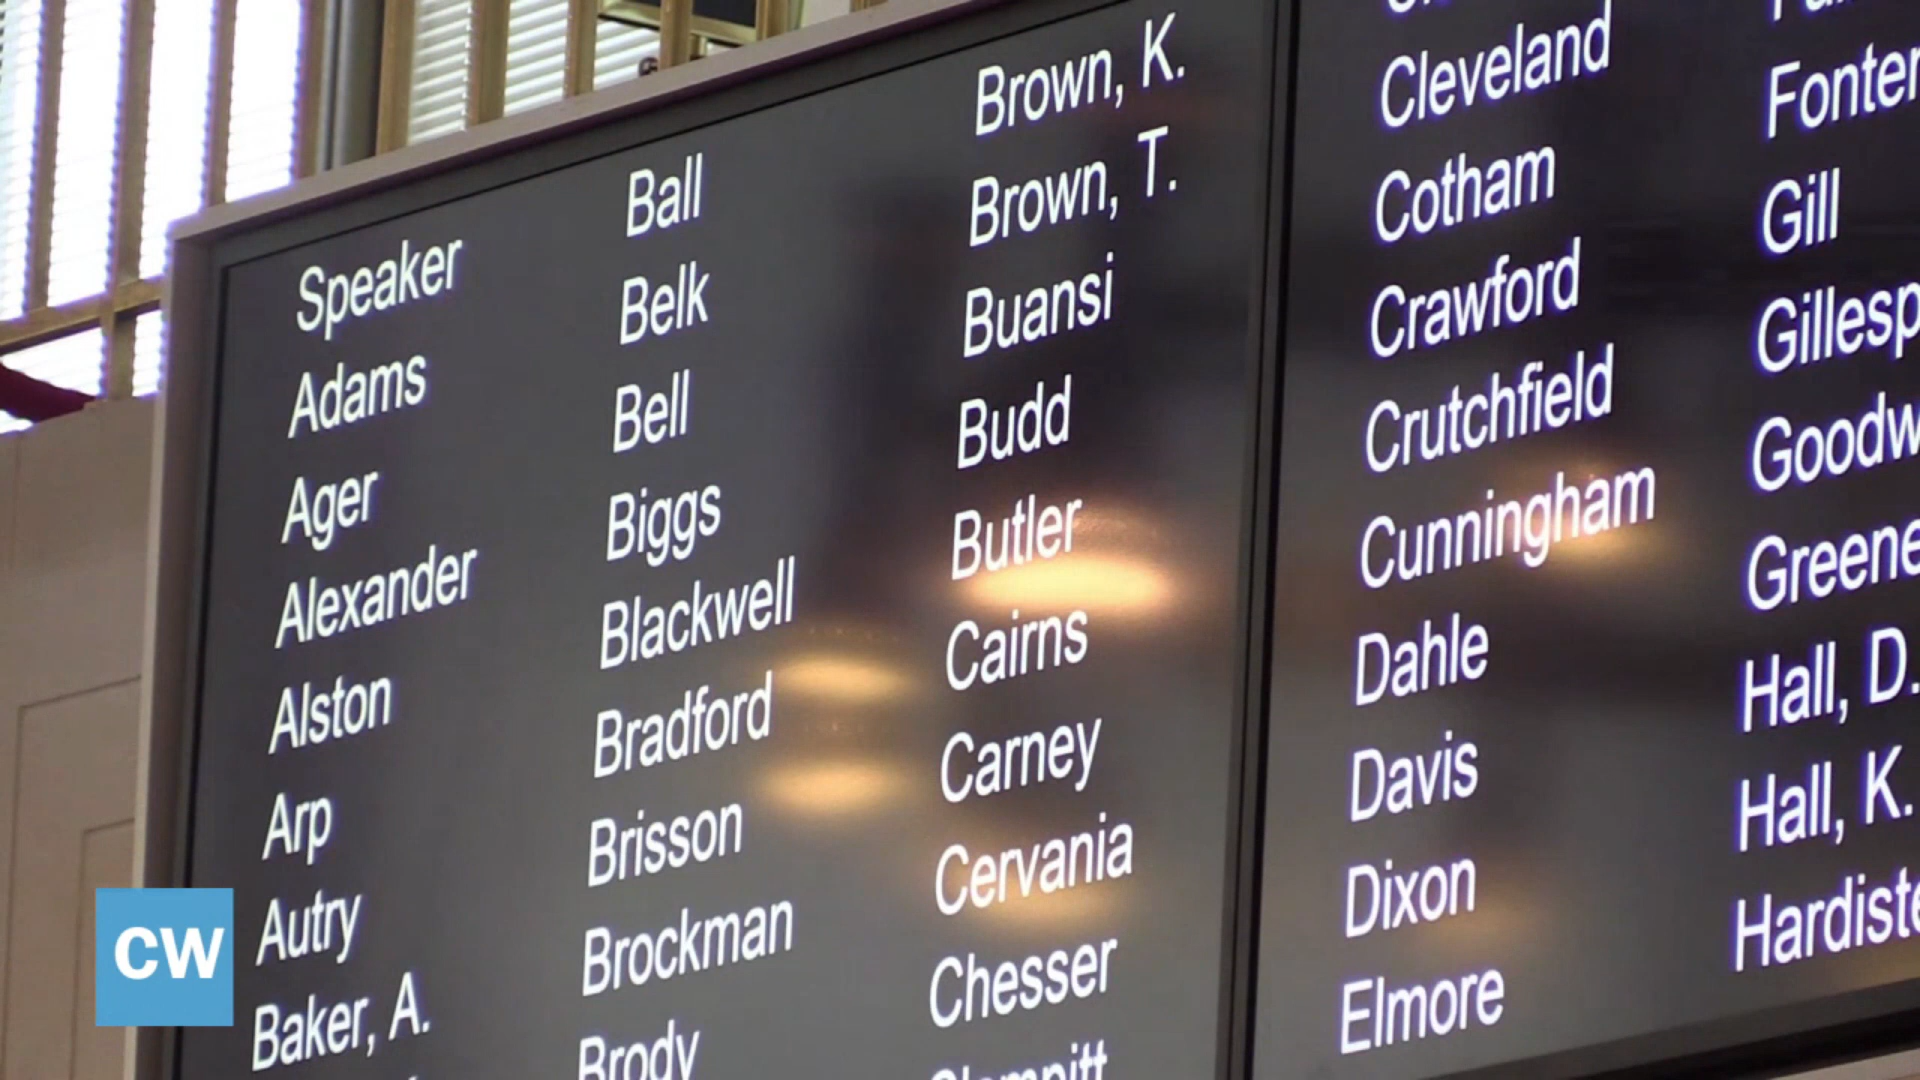 Speaker
Adams
Ager
Alexander
Alston
Arp
Autry
Baker, A.
Ball
Belk
Bell
Biggs
Blackwell
Bradford
Brisson
Brockman
Brody
Brown, K.
Brown, T.
Buansi
Budd
Butler
Cairns
Carney
Cervania
Chesser
Cleveland
Cotham
Crawford
Crutchfield
Cunningham
Dahle
Davis
Dixon
Elmore
Gill
Greene
Hall, D.
Hall, K.
CW